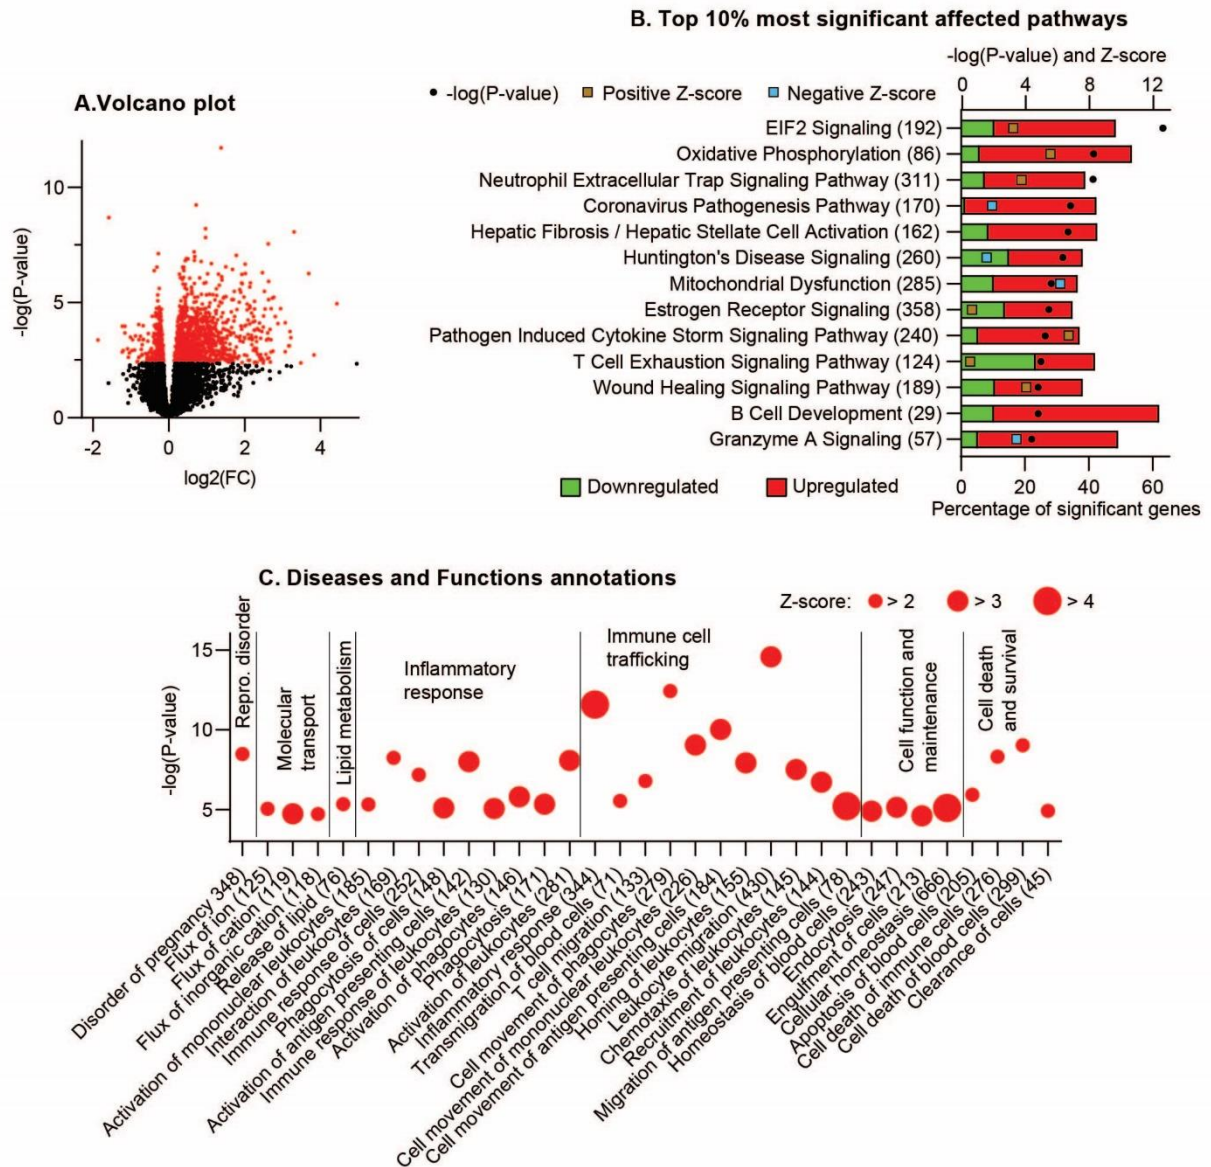 B. Top 10% most significant affected pathways
-log(P-value) and Z-score
A.Volcano plot
-log(P-value)
Positive Z-score
Negative Z-score
0 4 8 12
EIF2 Signaling (192)
Oxidative Phosphorylation (86)
Neutrophil Extracellular Trap Signaling Pathway (311)
Coronavirus Pathogenesis Pathway (170)
Hepatic Fibrosis / Hepatic Stellate Cell Activation (162)
Huntington's Disease Signaling (260)
Mitochondrial Dysfunction (285)
Estrogen Receptor Signaling (358)
Pathogen Induced Cytokine Storm Signaling Pathway (240)
T Cell Exhaustion Signaling Pathway (124)
Wound Healing Signaling Pathway (189)
B Cell Development (29)
Granzyme A Signaling (57)
Downregulated
Upregulated
0 20 40 60
Percentage of significant genes
-log(P-value)
10
5
0
-2 0 2 4
log2(FC)
C. Diseases and Functions annotations
Z-score: > 2 > 3 > 4
Repro. disorder
Molecular
transport
Lipid metabolism
Inflammatory
response
Immune cell
trafficking
Cell function and
maintenance
Cell death
and survival
-log(P-value)
15
10
5
Disorder of pregnancy 348)
Flux of ion (125)
Flux of cation (119)
Flux of inorganic cation (118)
Release of lipid (76)
Activation of mononuclear leukocytes (185)
Interaction of leukocytes (169)
Immune response of cells (252)
Phagocytosis of cells (148)
Activation of antigen presenting cells (142)
Immune response of leukocytes (130)
Activation of phagocytes (146)
Phagocytosis (171)
Activation of leukocytes (281)
Inflammatory response (344)
Transmigration of blood cells (71)
T cell migration (133)
Cell movement of phagocytes (279)
Cell movement of mononuclear leukocytes (226)
Cell movement of antigen presenting cells (184)
Homing of leukocytes (155)
Leukocyte migration (430)
Chemotaxis of leukocytes (145)
Recruitment of leukocytes (144)
Migration of antigen presenting cells (78)
Homeostasis of blood cells (243)
Endocytosis (247)
Engulfment of cells (213)
Cellular homeostasis (666)
Apoptosis of blood cells (205)
Cell death of immune cells (276)
Cell death of blood cells (299)
Clearance of cells (45)